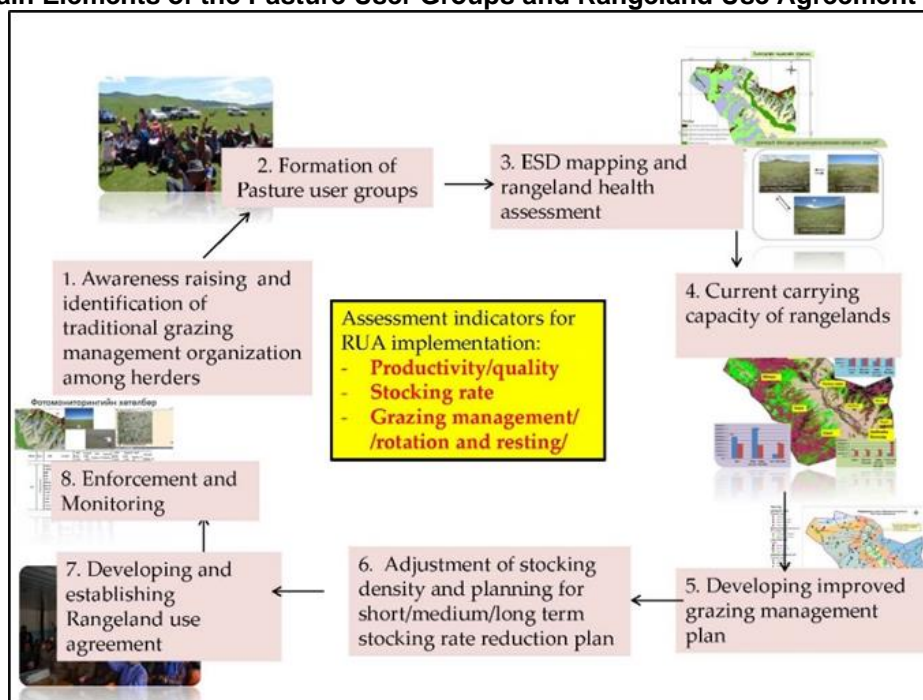 ain Elements of the Pasture User Groups and Rangeland Use Agreement
2. Formation of
Pasture user groups
3. ESD mapping and
rangeland health
assessment
1. Awareness raising and
identification of
traditional grazing
management organization
among herders
Assessment indicators for
RUA implementation:
- Productivity/quality
- Stocking rate
- Grazing management/
/rotation and resting/
4. Current carrying
capacity of rangelands
Фотомониторингийн хөтөлбөр
8. Enforcement and
Monitoring
7. Developing and
establishing
Rangeland use
agreement
6. Adjustment of stocking
density and planning for
short/medium/long term
stocking rate reduction plan
5. Developing improved
grazing management
plan